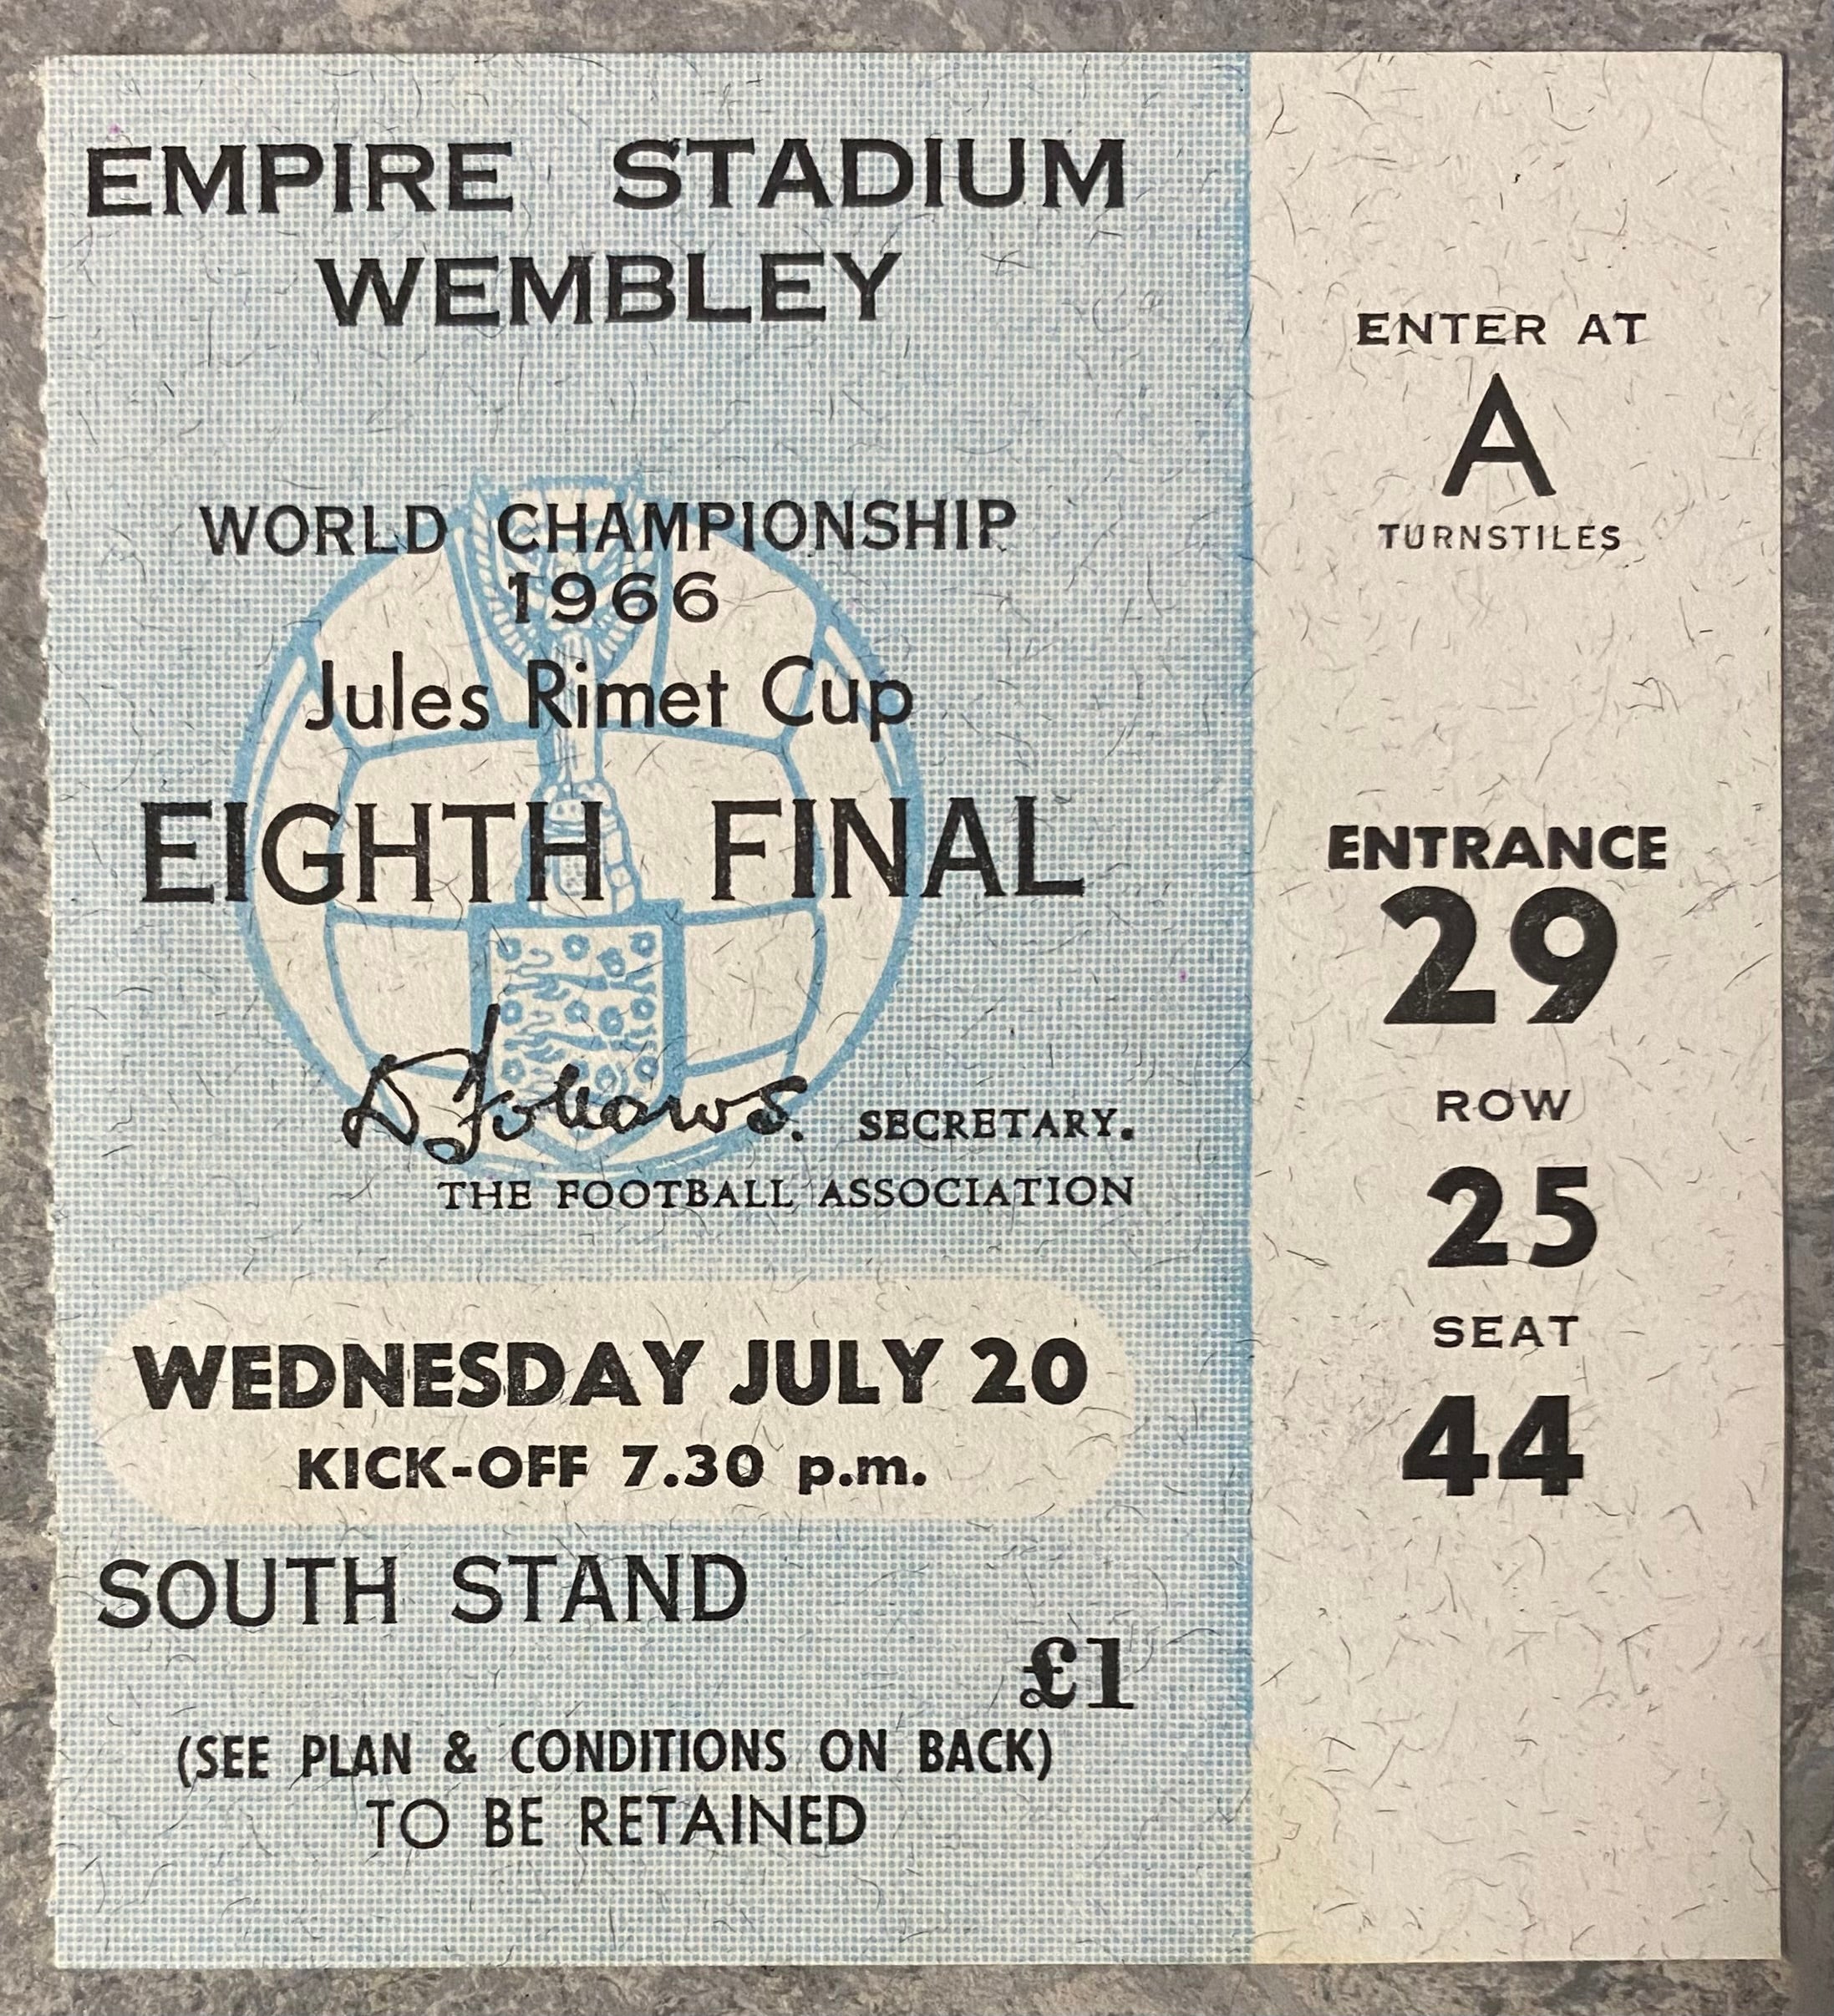 EMPIRE STADIUM
WEMBLEY
WORLD CHAMPIONSHIP
1966
Jules Rimet Cup
EIGHTH FINAL
D Follows. SECRETARY.
THE FOOTBALL ASSOCIATION
WEDNESDAY JULY 20
KICK-OFF 7.30 p.m.
SOUTH STAND
£1
(SEE PLAN & CONDITIONS ON BACK)
TO BE RETAINED
ENTER AT
A
TURNSTILES
ENTRANCE
29
ROW
25
SEAT
44